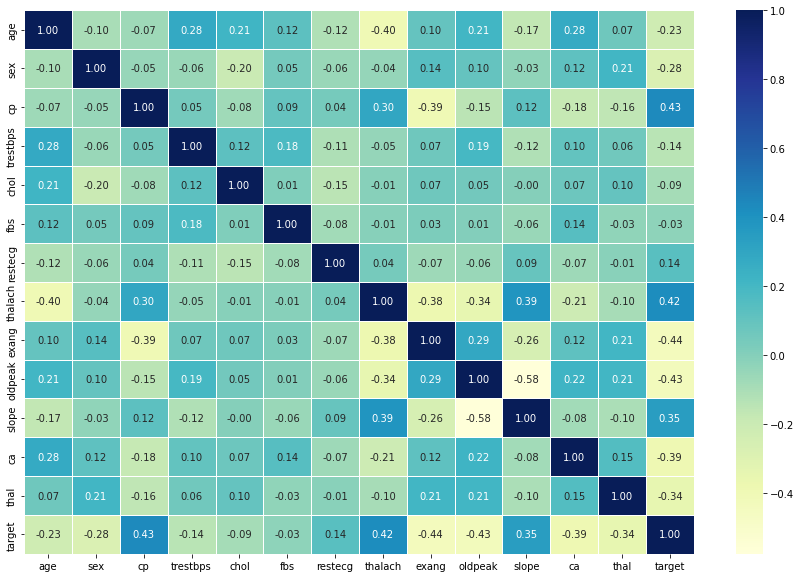 age 1.00 -0.10 -0.07 0.28 0.21 0.12 -0.12 -0.40 0.10 0.21 -0.17 0.28 0.07 -0.23
sex -0.10 1.00 -0.05 -0.06 -0.20 0.05 -0.06 -0.04 0.14 0.10 -0.03 0.12 0.21 -0.28
cp -0.07 -0.05 1.00 0.05 -0.08 0.09 0.04 0.30 -0.39 -0.15 0.12 -0.18 -0.16 0.43
trestbps 0.28 -0.06 0.05 1.00 0.12 0.18 -0.11 -0.05 0.07 0.19 -0.12 0.10 0.06 -0.14
chol 0.21 -0.20 -0.08 0.12 1.00 0.01 -0.15 -0.01 0.07 0.05 -0.00 0.07 0.10 -0.09
fbs 0.12 0.05 0.09 0.18 0.01 1.00 -0.08 -0.01 0.03 0.01 -0.06 0.14 -0.03 -0.03
restecg -0.12 -0.06 0.04 -0.11 -0.15 -0.08 1.00 0.04 -0.07 -0.06 0.09 -0.07 -0.01 0.14
thalach -0.40 -0.04 0.30 -0.05 -0.01 -0.01 0.04 1.00 -0.38 -0.34 0.39 -0.21 -0.10 0.42
exang 0.10 0.14 -0.39 0.07 0.07 0.03 -0.07 -0.38 1.00 0.29 -0.26 0.12 0.21 -0.44
oldpeak 0.21 0.10 -0.15 0.19 0.05 0.01 -0.06 -0.34 0.29 1.00 -0.58 0.22 0.21 -0.43
slope -0.17 -0.03 0.12 -0.12 -0.00 -0.06 0.09 0.39 -0.26 -0.58 1.00 -0.08 -0.10 0.35
ca 0.28 0.12 -0.18 0.10 0.07 0.14 -0.07 -0.21 0.12 0.22 -0.08 1.00 0.15 -0.39
thal 0.07 0.21 -0.16 0.06 0.10 -0.03 -0.01 -0.10 0.21 0.21 -0.10 0.15 1.00 -0.34
target -0.23 -0.28 0.43 -0.14 -0.09 -0.03 0.14 0.42 -0.44 -0.43 0.35 -0.39 -0.34 1.00
age sex cp trestbps chol fbs restecg thalach exang oldpeak slope ca thal target
1.0
0.8
0.6
0.4
0.2
0.0
−0.2
−0.4